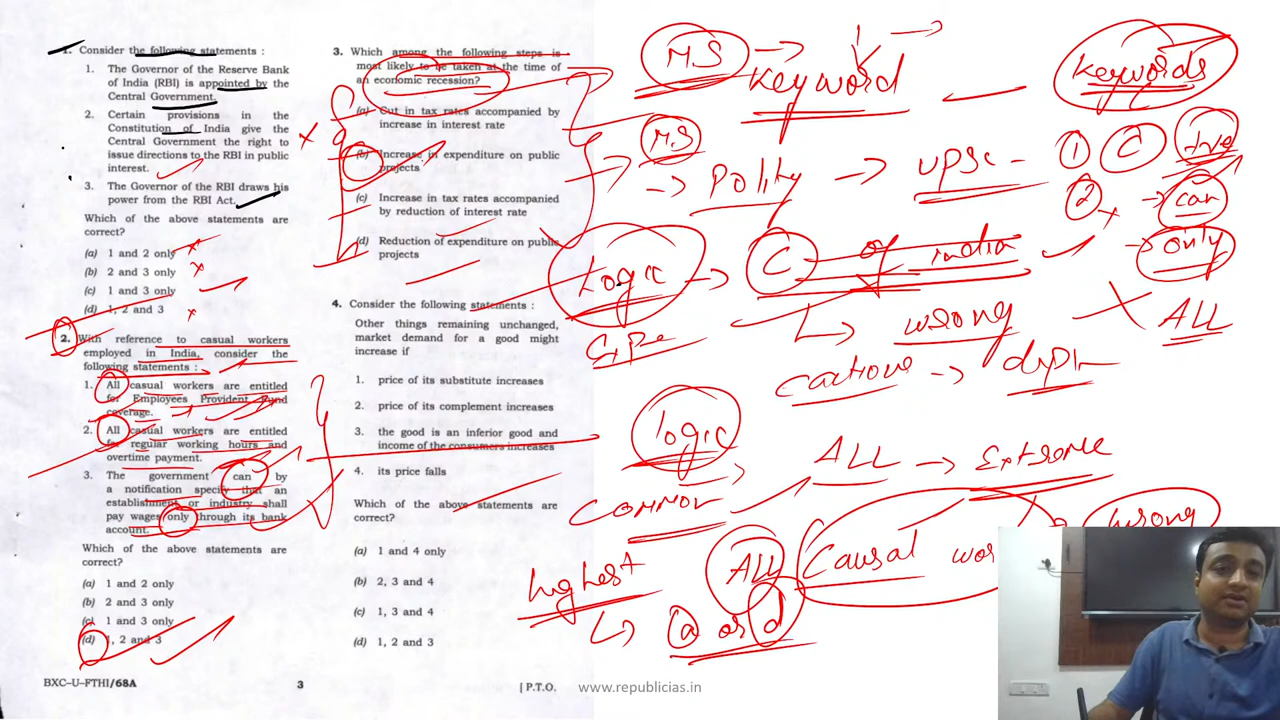 1. Consider the following statements :
1. The Governor of the Reserve Bank
of India (RBI) is appointed by the
Central Government.
2. Certain provisions in the
Constitution of India give the
Central Government the right to
issue directions to the RBI in public
interest.
3. The Governor of the RBI draws his
power from the RBI Act.
Which of the above statements are
correct?
(a) 1 and 2 only
(b) 2 and 3 only
(c) 1 and 3 only
(d) 1, 2 and 3
2. With reference to casual workers
employed in India, consider the
following statements :
1. All casual workers are entitled
for Employees Provident Fund
coverage.
2. All casual workers are entitled
for regular working hours and
overtime payment.
3. The government can by
a notification specify that an
establishment or industry shall
pay wages only through its bank
account.
Which of the above statements are
correct?
(a) 1 and 2 only
(b) 2 and 3 only
(c) 1 and 3 only
(d) 1, 2 and 3
BXC-U-FTHI/68A
3
3. Which among the following steps is
most likely to be taken at the time of
an economic recession?
(a) Cut in tax rates accompanied by
increase in interest rate
(b) Increase in expenditure on public
projects
(c) Increase in tax rates accompanied
by reduction of interest rate
(d) Reduction of expenditure on public
projects
4. Consider the following statements :
Other things remaining unchanged,
market demand for a good might
increase if
1. price of its substitute increases
2. price of its complement increases
3. the good is an inferior good and
income of the consumers increases
4. its price falls
Which of the above statements are
correct?
(a) 1 and 4 only
(b) 2, 3 and 4
(c) 1, 3 and 4
(d) 1, 2 and 3
[ P.T.O.
www.republicias.in
M.S → keyword
keywords
M.S
→ Polity → UPSC - 1 C
2 x → can
Logic → C of india
→ only
wrong
ALL
logic
ALL → Extreme
common
ALL Causal
wrong
highest
a or d